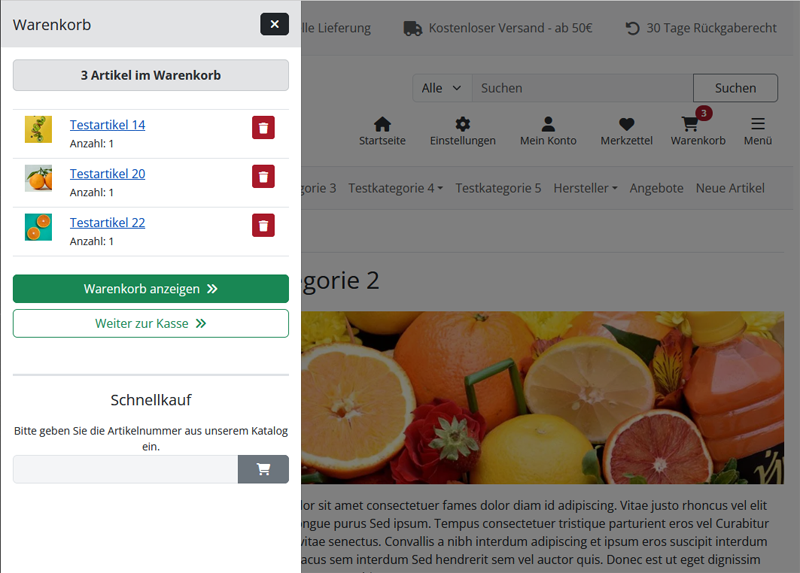 Warenkorb
3 Artikel im Warenkorb
Testartikel 14
Anzahl: 1
Testartikel 20
Anzahl: 1
Testartikel 22
Anzahl: 1
Warenkorb anzeigen
Weiter zur Kasse
Schnellkauf
Bitte geben Sie die Artikelnummer aus unserem Katalog
ein.
Lieferung Kostenloser Versand - ab 50€ 30 Tage Rückgaberecht
Alle Suchen Suchen
3
Startseite Einstellungen Mein Konto Merkzettel Warenkorb Menü
3 Testkategorie 4 Testkategorie 5 Hersteller Angebote Neue Artikel
gorie 2
lor sit amet consectetuer fames dolor diam id adipiscing. Vitae justo rhoncus vel elit
ongue purus Sed ipsum. Tempus consectetuer tristique parturient eros vel Curabitur
vitae senectus. Convallis a nibh interdum adipiscing et ipsum eros suscipit interdum
lacus sem interdum Sed hendrerit sem vel auctor quis. Donec est ut eget dignissim